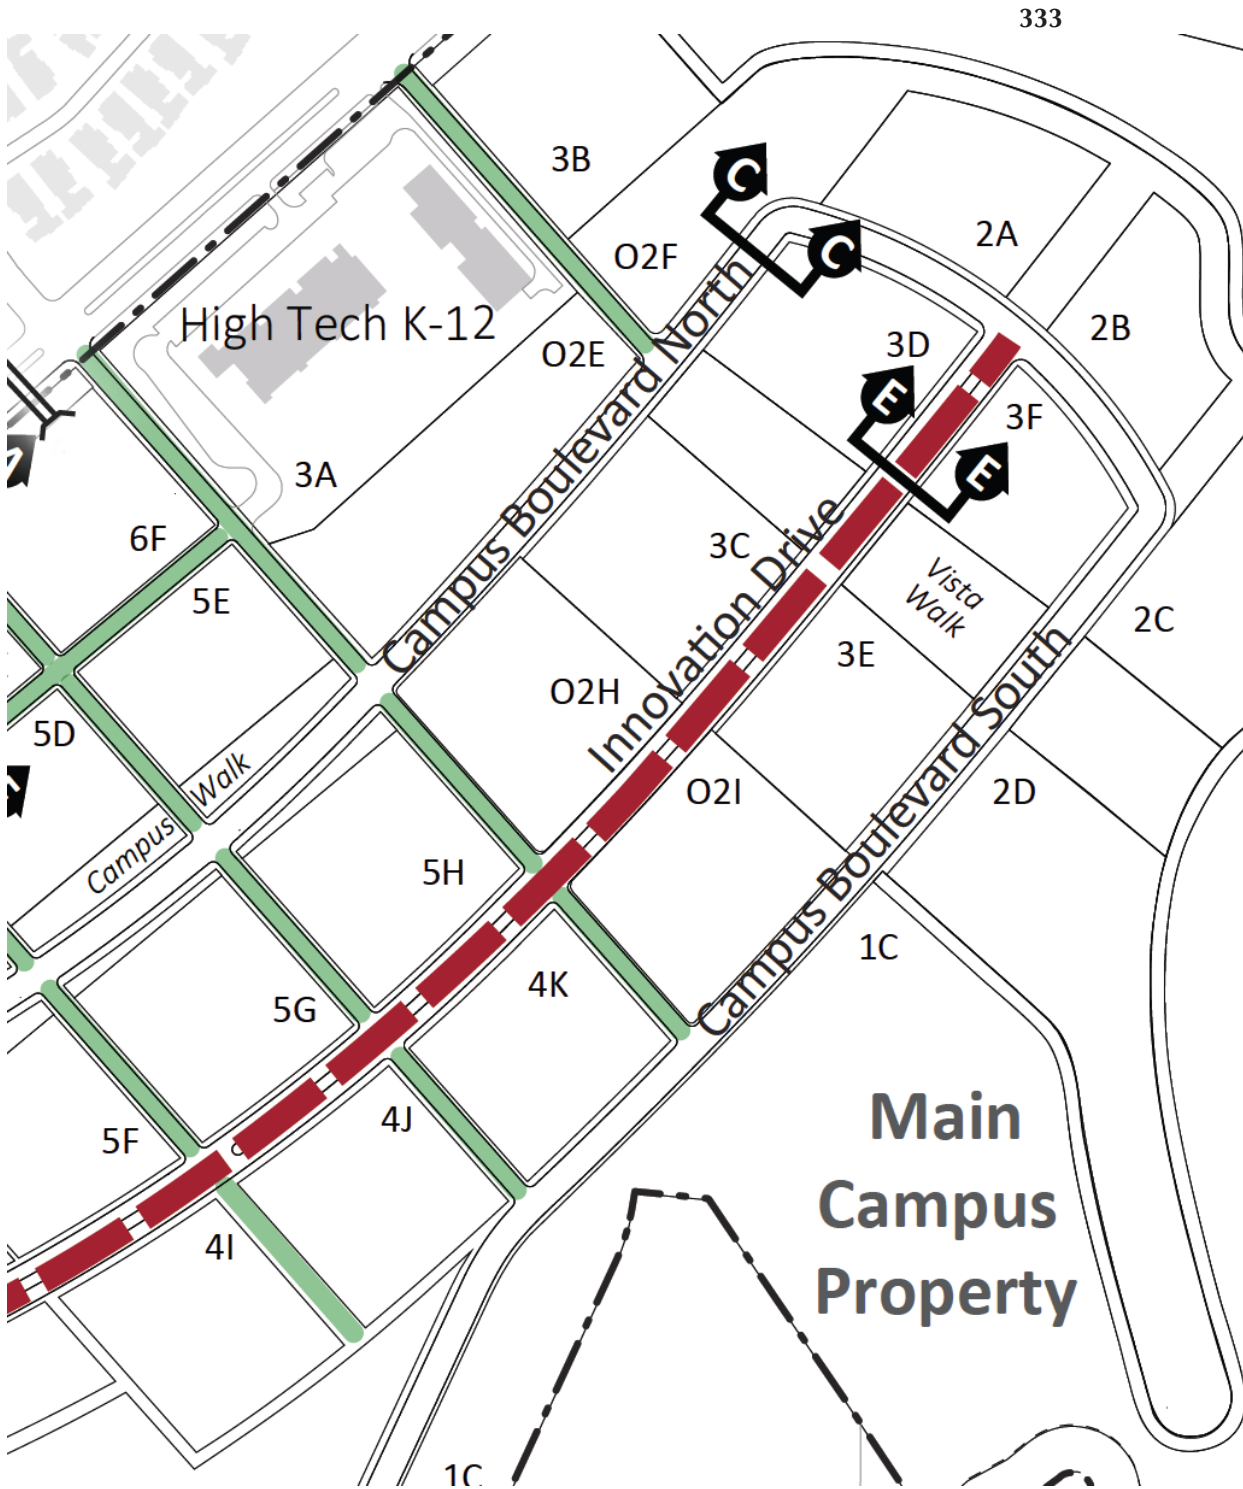 333
3B
C
C
O2F
2A
High Tech K-12
O2E
2B
3D
3F
E
E
3A
Campus Boulevard North
6F
3C
Innovation Drive
5E
Vista
Walk
2C
3E
O2H
5D
Campus Walk
O2I
2D
Campus Boulevard South
5H
1C
4K
5G
4J
5F
4I
Main
Campus
Property
1C